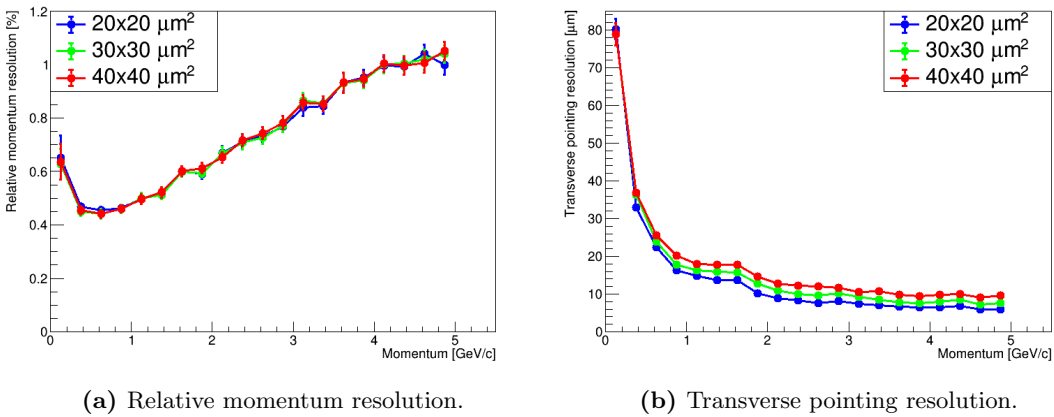 Relative momentum resolution [%]
1.2
1
0.8
0.6
0.4
0.2
0
20x20 μm²
30x30 μm²
40x40 μm²
0 1 2 3 4 5
Momentum [GeV/c]
(a) Relative momentum resolution.
Transverse pointing resolution [μm]
80
70
60
50
40
30
20
10
0
20x20 μm²
30x30 μm²
40x40 μm²
0 1 2 3 4 5
Momentum [GeV/c]
(b) Transverse pointing resolution.